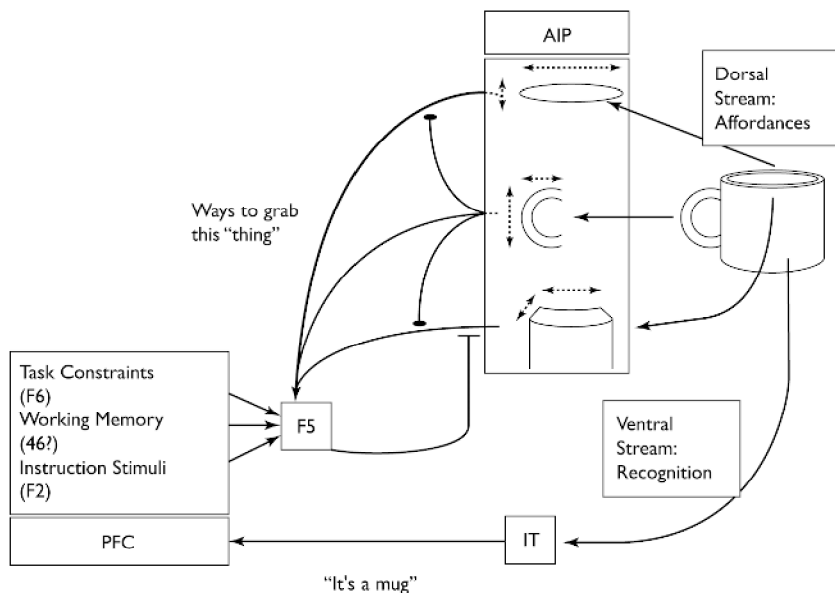 AIP
Dorsal
Stream:
Affordances
Ways to grab
this "thing"
Task Constraints
(F6)
Working Memory
(46?)
Instruction Stimuli
(F2)
F5
Ventral
Stream:
Recognition
PFC
IT
"It's a mug"